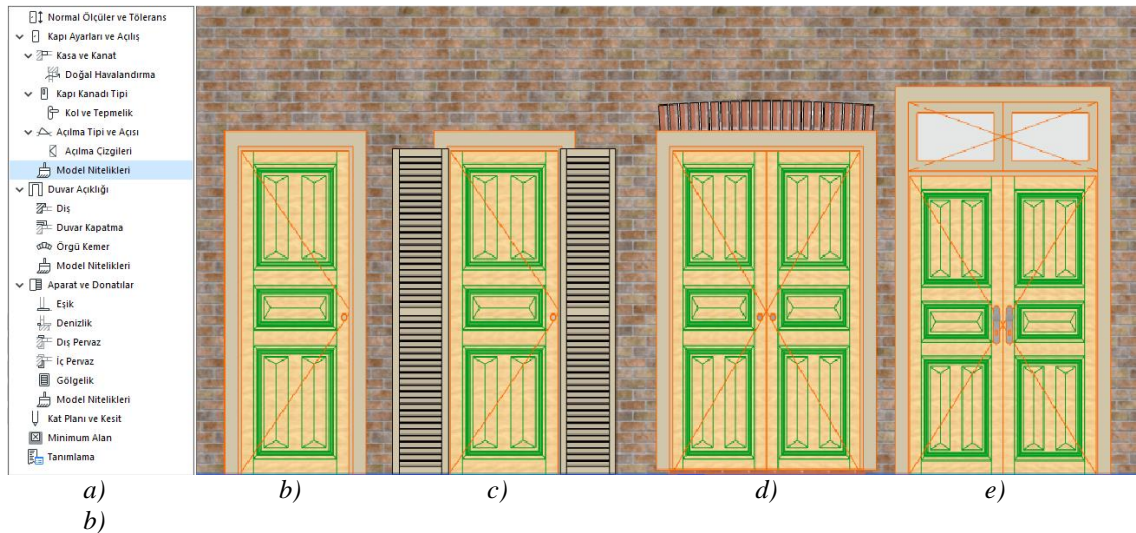 Normal Ölçüler ve Tölerans
Kapı Ayarları ve Açılış
Kasa ve Kanat
Doğal Havalandırma
Kapı Kanadı Tipi
Kol ve Tepmelik
Açılma Tipi ve Açısı
Açılma Çizgileri
Model Nitelikleri
Duvar Açıklığı
Diş
Duvar Kapatma
Örgü Kemer
Model Nitelikleri
Aparat ve Donatılar
Eşik
Denizlik
Dış Pervaz
İç Pervaz
Gölgelik
Model Nitelikleri
Kat Planı ve Kesit
Minimum Alan
Tanımlama
a) b) c) d) e)
b)